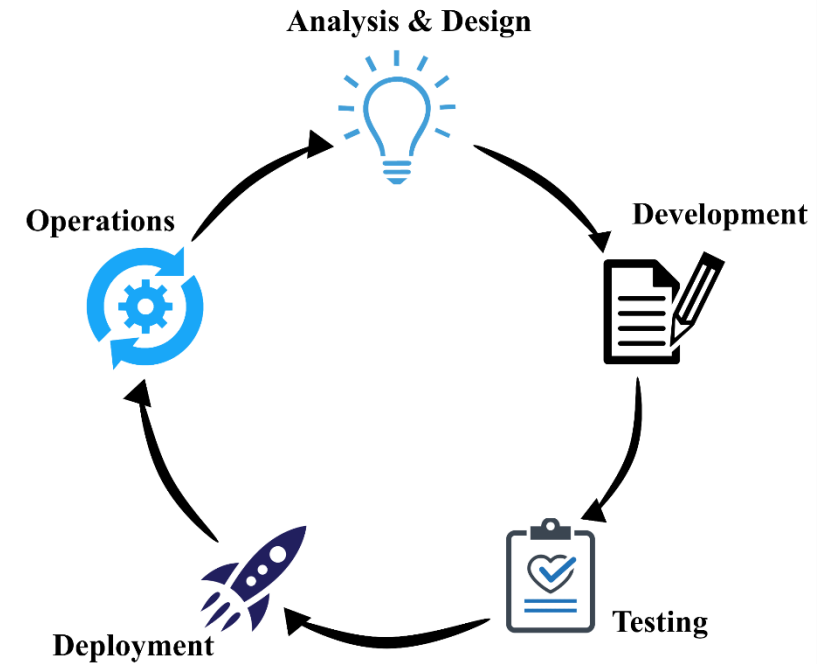 Analysis & Design
Development
Testing
Deployment
Operations